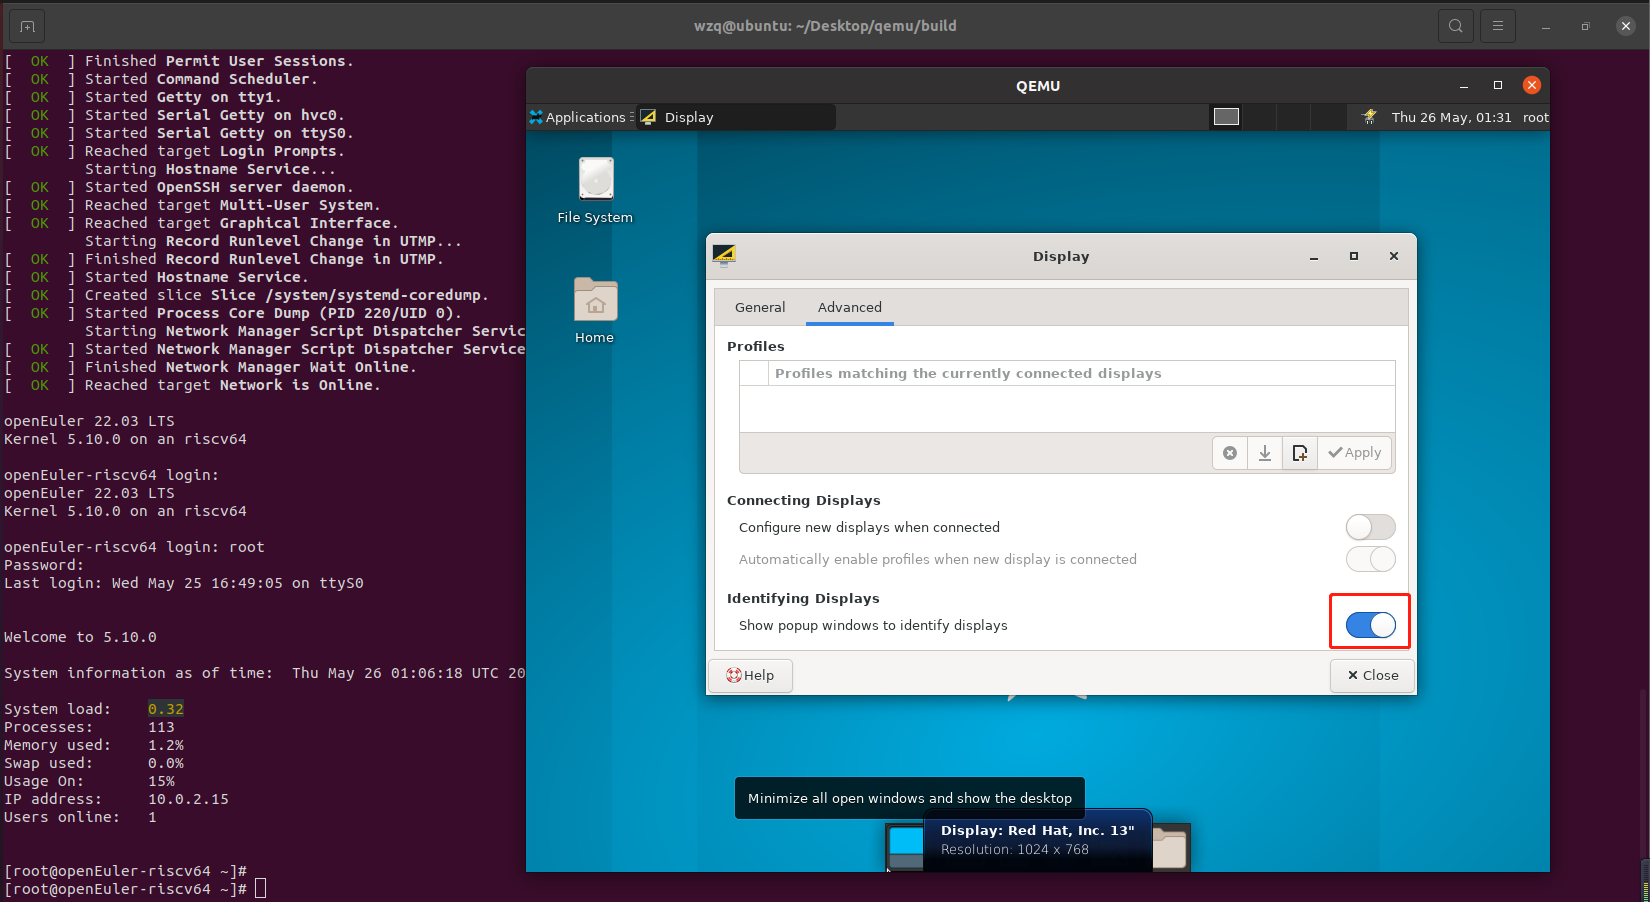 wzq@ubuntu: ~/Desktop/qemu/build
[  OK  ] Finished Permit User Sessions.
[  OK  ] Started Command Scheduler.
[  OK  ] Started Getty on tty1.
[  OK  ] Started Serial Getty on hvc0.
[  OK  ] Started Serial Getty on ttyS0.
[  OK  ] Reached target Login Prompts.
Starting Hostname Service...
[  OK  ] Started OpenSSH server daemon.
[  OK  ] Reached target Multi-User System.
[  OK  ] Reached target Graphical Interface.
Starting Record Runlevel Change in UTMP...
[  OK  ] Finished Record Runlevel Change in UTMP.
[  OK  ] Started Hostname Service.
[  OK  ] Created slice Slice /system/systemd-coredump.
[  OK  ] Started Process Core Dump (PID 220/UID 0).
Starting Network Manager Script Dispatcher Servic
[  OK  ] Started Network Manager Script Dispatcher Service
[  OK  ] Finished Network Manager Wait Online.
[  OK  ] Reached target Network is Online.
openEuler 22.03 LTS
Kernel 5.10.0 on an riscv64
openEuler-riscv64 login:
openEuler 22.03 LTS
Kernel 5.10.0 on an riscv64
openEuler-riscv64 login: root
Password:
Last login: Wed May 25 16:49:05 on ttyS0
Welcome to 5.10.0
System information as of time:  Thu May 26 01:06:18 UTC 20
System load:    0.32
Processes:      113
Memory used:    1.2%
Swap used:      0.0%
Usage On:       15%
IP address:     10.0.2.15
Users online:   1
[root@openEuler-riscv64 ~]#
[root@openEuler-riscv64 ~]#
QEMU
Applications
Display
Thu 26 May, 01:31
root
File System
Home
Display
General
Advanced
Profiles
Profiles matching the currently connected displays
Apply
Connecting Displays
Configure new displays when connected
Automatically enable profiles when new display is connected
Identifying Displays
Show popup windows to identify displays
Help
Close
Minimize all open windows and show the desktop
Display: Red Hat, Inc. 13"
Resolution: 1024 x 768